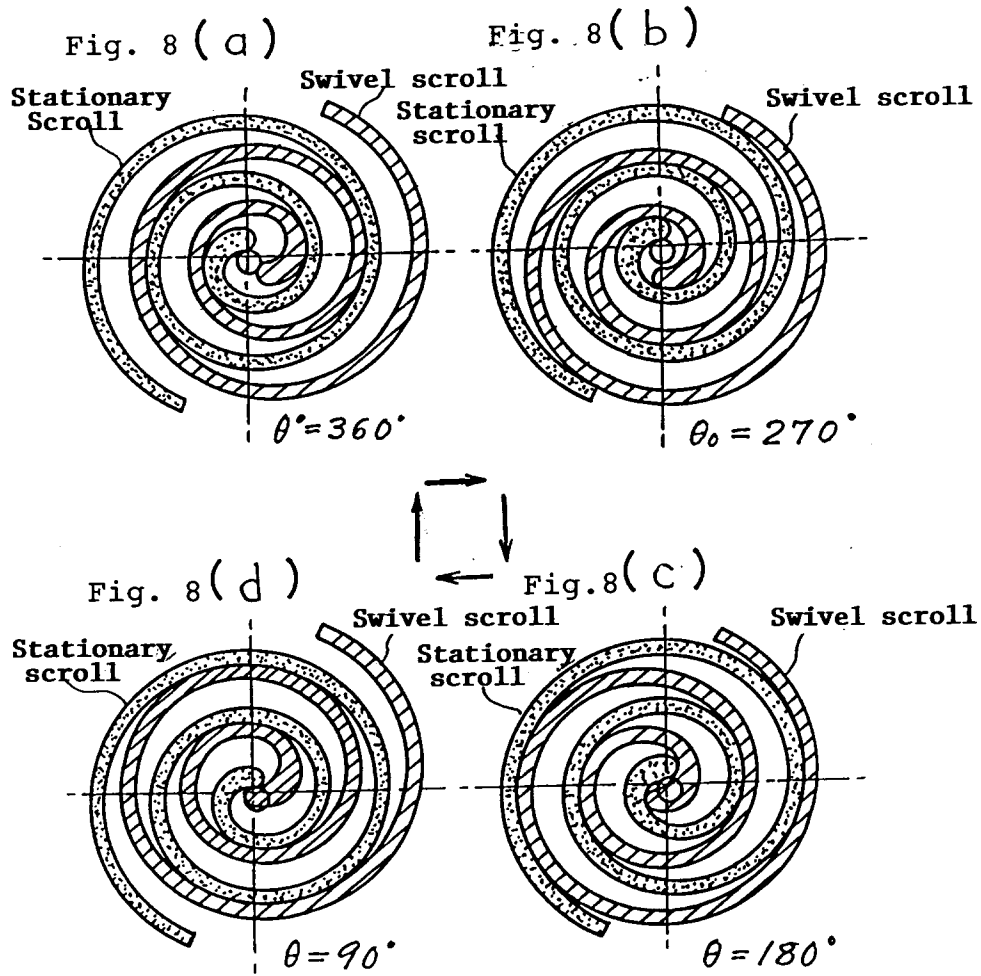 Fig. 8 (a)
Stationary
Scroll
Swivel scroll
θ° = 360°
Fig. 8 (b)
Stationary
scroll
Swivel scroll
θ₀ = 270°
Fig. 8 (d)
Stationary
scroll
Swivel scroll
θ = 90°
Fig. 8 (c)
Stationary
scroll
Swivel scroll
θ = 180°